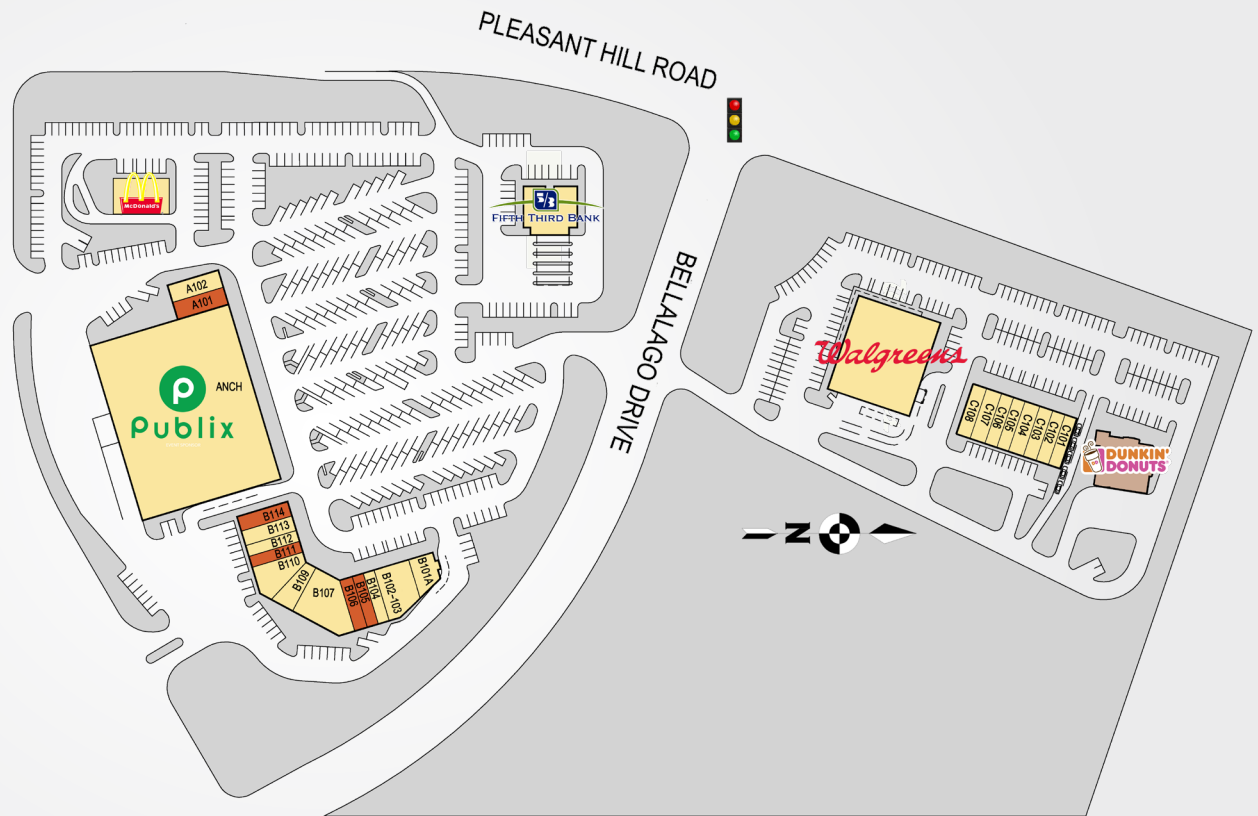 PLEASANT HILL ROAD
McDonald's
FIFTH THIRD BANK
BELLALAGO DRIVE
A102
A101
ANCH
Publix
Walgreens
C108
C107
C106
C105
C104
C103
C102
C101
DUNKIN'
DONUTS
N
B114
B113
B112
B111
B110
B109
B107
B106
B105
B104
B102-103
B101A